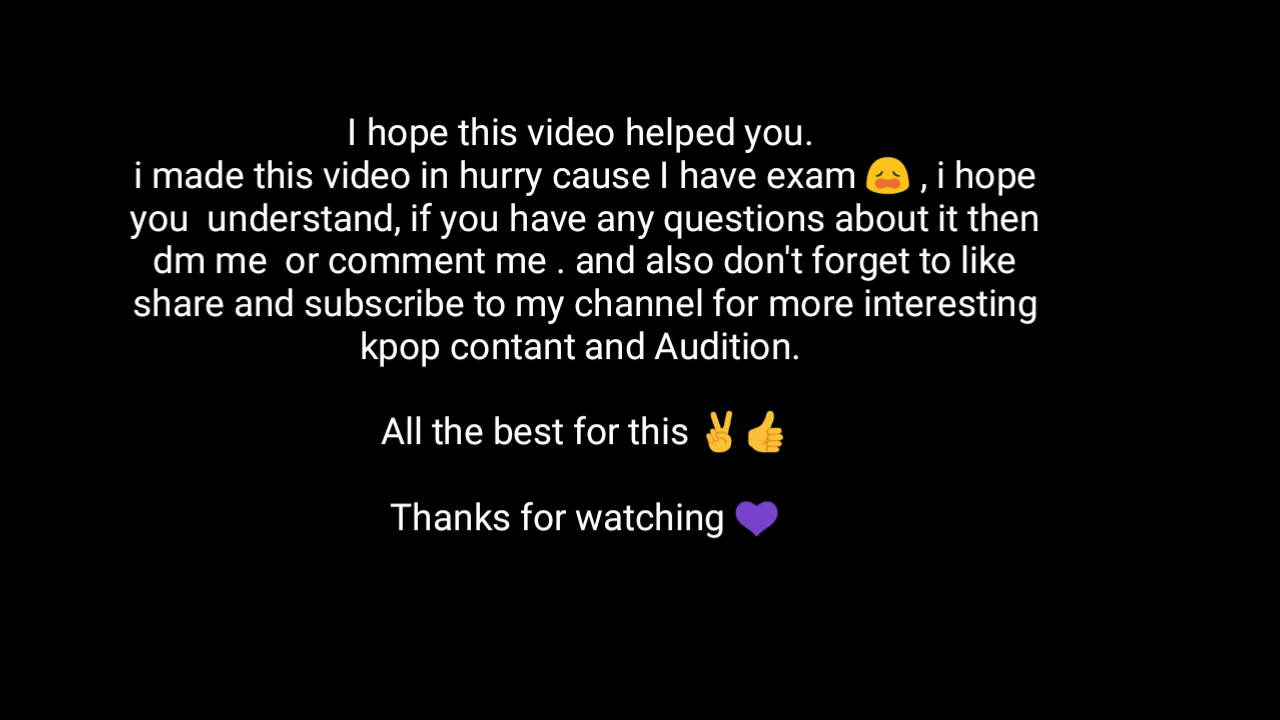 I hope this video helped you.
i made this video in hurry cause I have exam 😩 , i hope
you  understand, if you have any questions about it then
dm me  or comment me . and also don't forget to like
share and subscribe to my channel for more interesting
kpop contant and Audition.
All the best for this ✌👍
Thanks for watching 💜